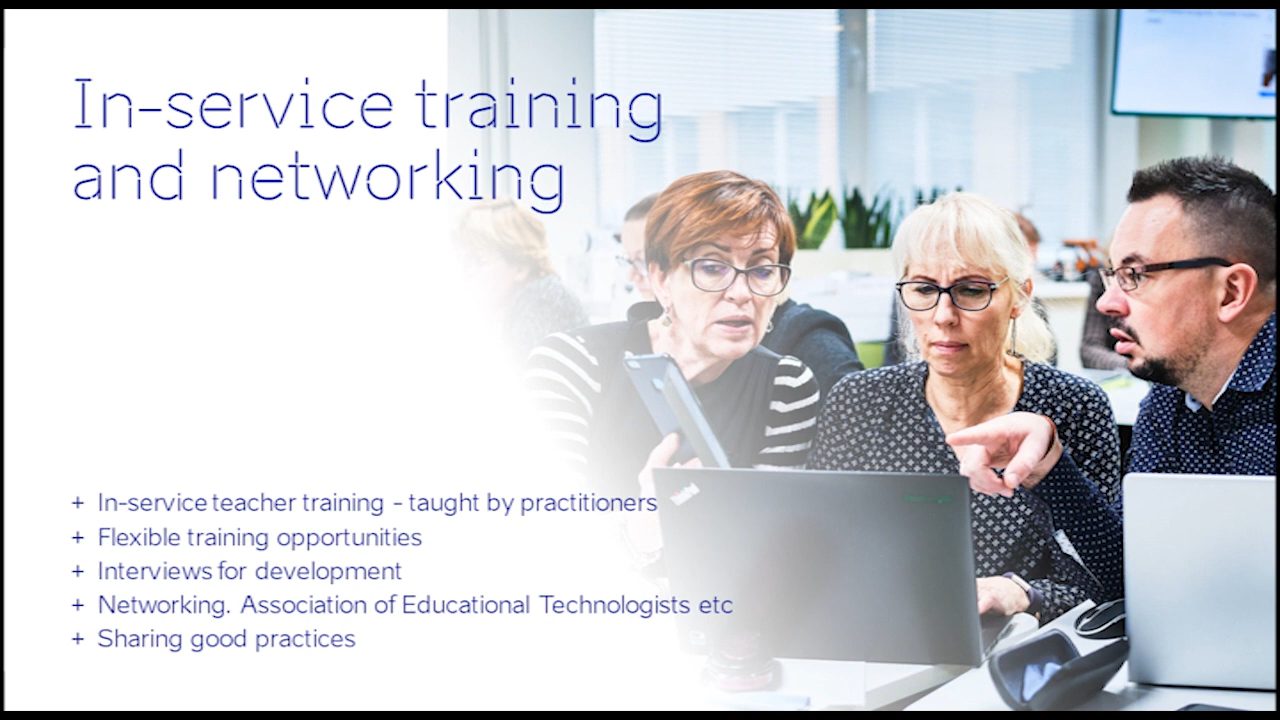 In-service training
and networking
+ In-service teacher training - taught by practitioners
+ Flexible training opportunities
+ Interviews for development
+ Networking. Association of Educational Technologists etc
+ Sharing good practices